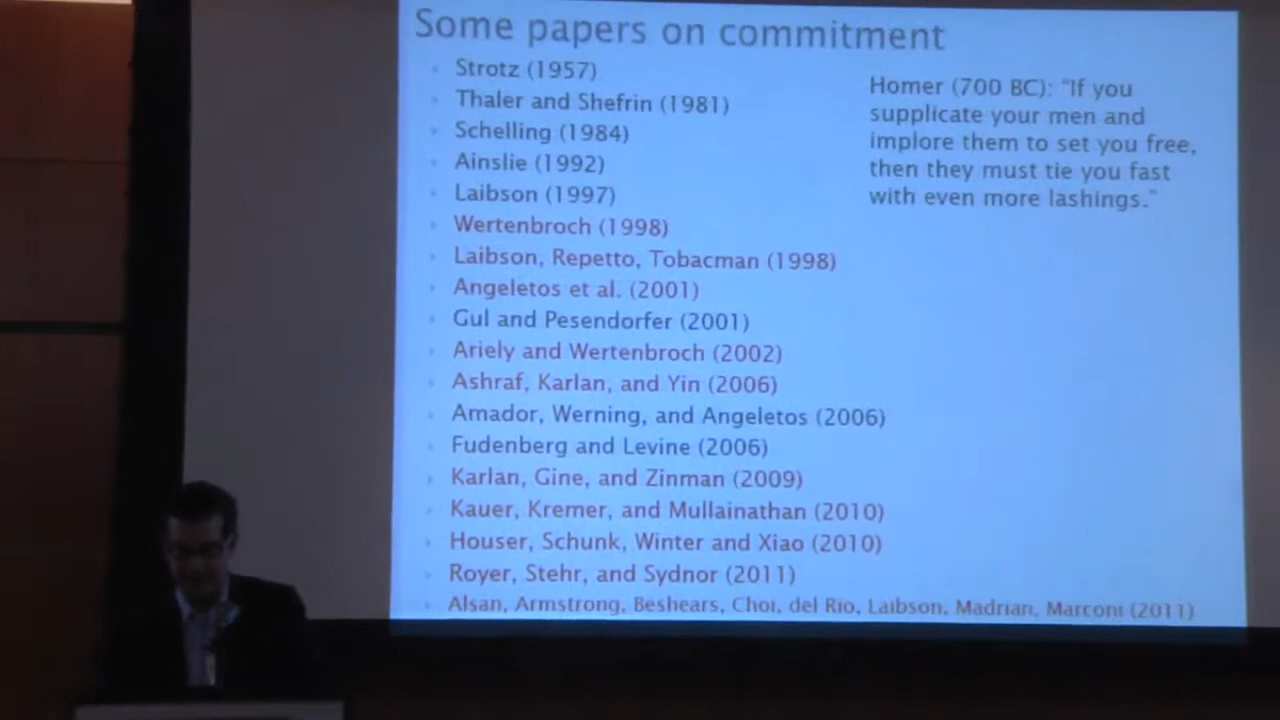 Some papers on commitment
Strotz (1957)
Thaler and Shefrin (1981)
Schelling (1984)
Ainslie (1992)
Laibson (1997)
Wertenbroch (1998)
Laibson, Repetto, Tobacman (1998)
Angeletos et al. (2001)
Gul and Pesendorfer (2001)
Ariely and Wertenbroch (2002)
Ashraf, Karlan, and Yin (2006)
Amador, Werning, and Angeletos (2006)
Fudenberg and Levine (2006)
Karlan, Gine, and Zinman (2009)
Kauer, Kremer, and Mullainathan (2010)
Houser, Schunk, Winter and Xiao (2010)
Royer, Stehr, and Sydnor (2011)
Alsan, Armstrong, Beshears, Choi, del Rio, Laibson, Madrian, Marconi (2011)
Homer (700 BC): "If you
supplicate your men and
implore them to set you free,
then they must tie you fast
with even more lashings."